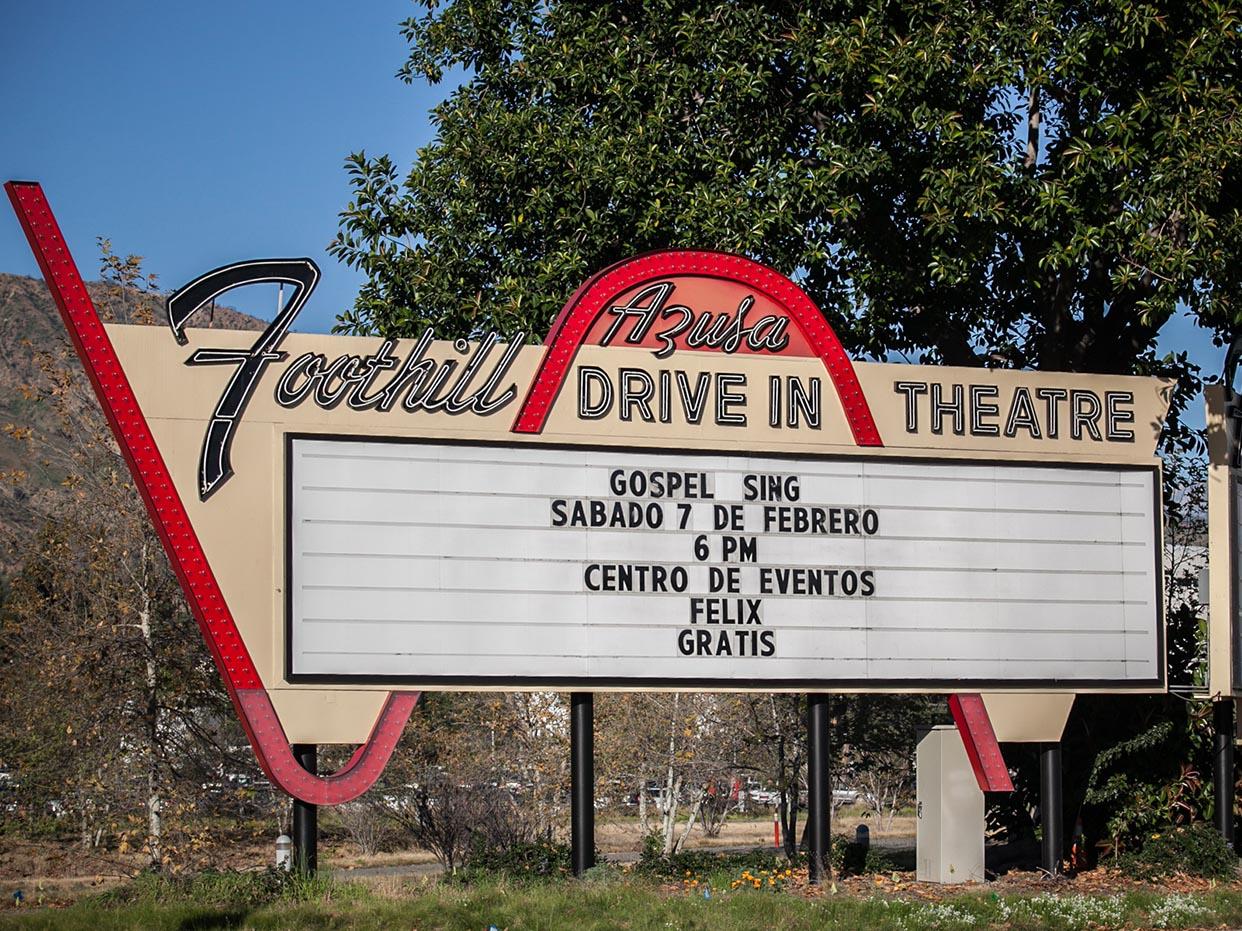 Azusa
Foothill DRIVE IN THEATRE
GOSPEL SING
SABADO 7 DE FEBRERO
6 PM
CENTRO DE EVENTOS
FELIX
GRATIS